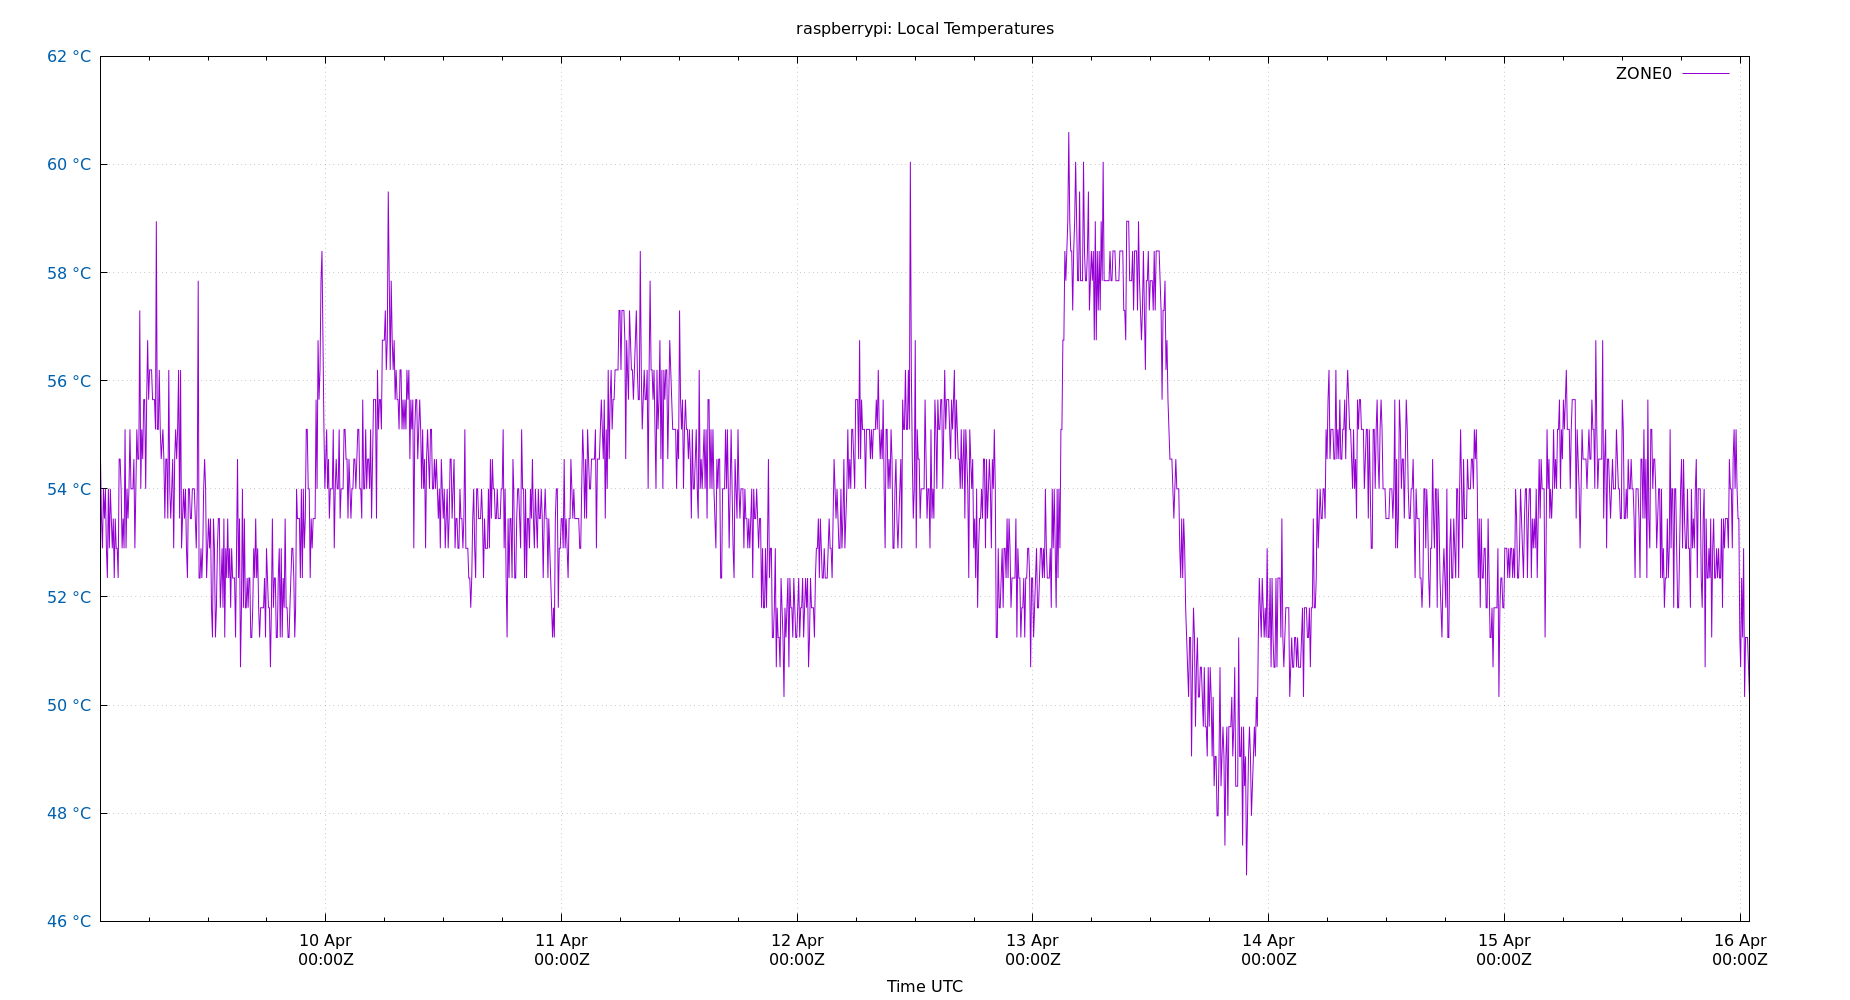 raspberrypi: Local Temperatures
62 °C
ZONE0
60 °C
58 °C
56 °C
54 °C
52 °C
50 °C
48 °C
46 °C
10 Apr 11 Apr 12 Apr 13 Apr 14 Apr 15 Apr 16 Apr
00:00Z 00:00Z 00:00Z 00:00Z 00:00Z 00:00Z 00:00Z
Time UTC